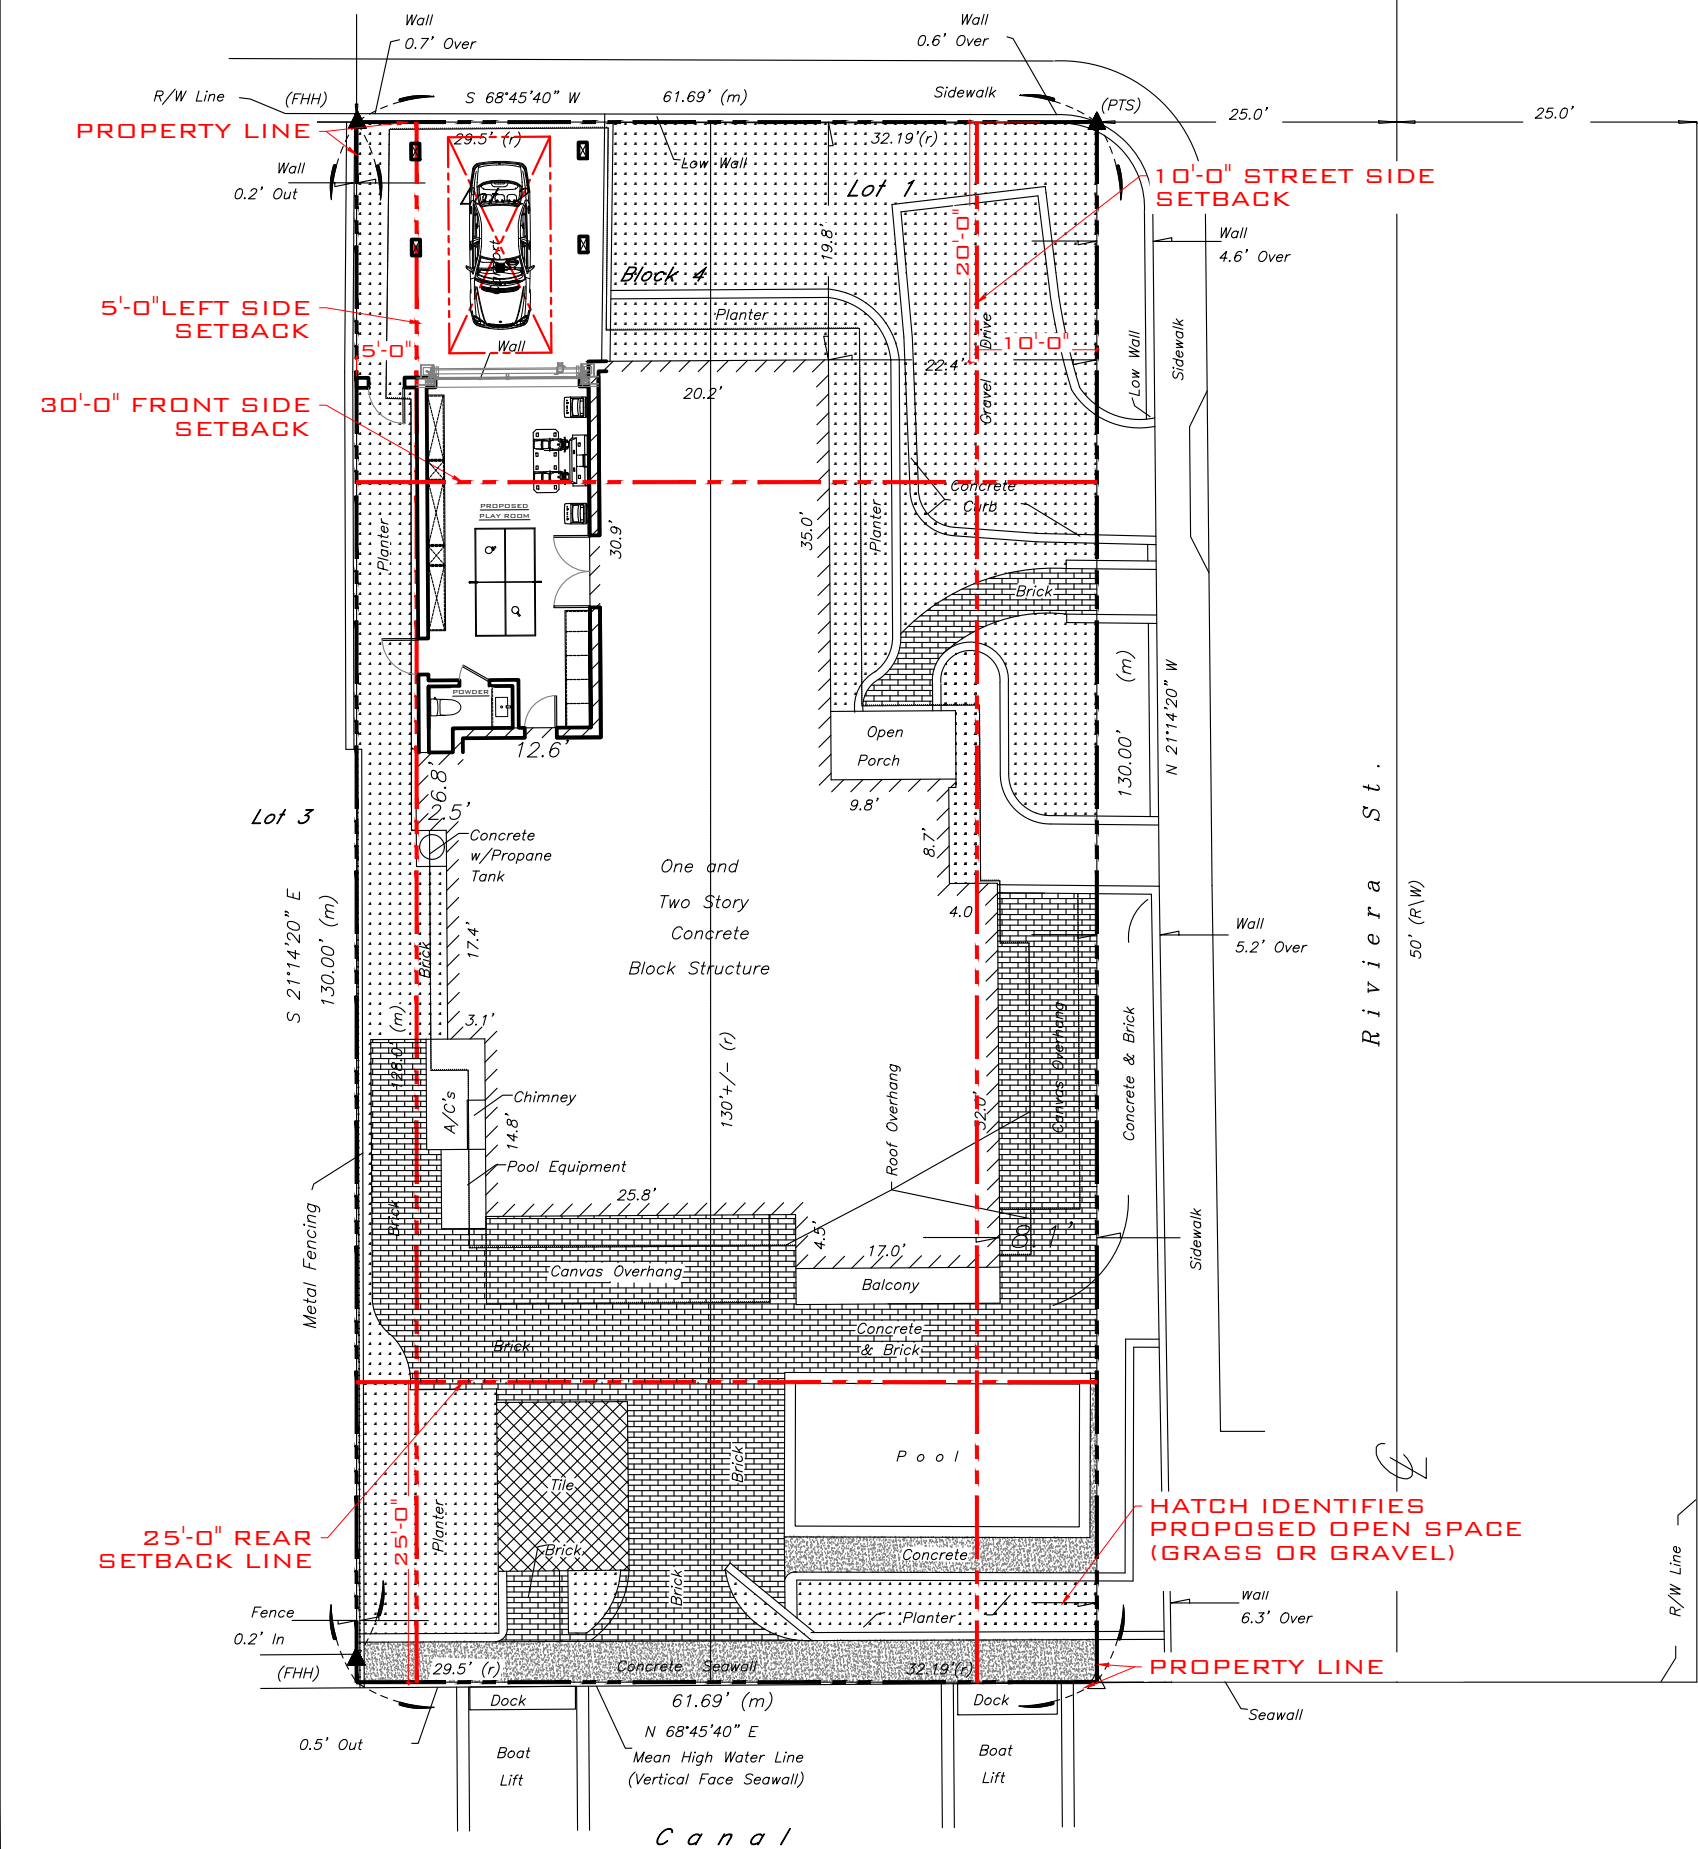 Wall
0.7' Over
Wall
0.6' Over
R/W Line
(FHH)
S 68°45'40" W
61.69' (m)
Sidewalk
(PTS)
25.0'
25.0'
PROPERTY LINE
29.5' (r)
32.19'(r)
Low Wall
Wall
0.2' Out
Lot 1
10'-0" STREET SIDE
SETBACK
19.8'
20'-0"
Wall
4.6' Over
Block 4
5'-0"LEFT SIDE
SETBACK
Planter
5'-0"
Wall
Gravel Drive
10'-0"
Low Wall
Sidewalk
22.4'
20.2'
30'-0" FRONT SIDE
SETBACK
Concrete
Curb
PROPOSED
PLAY ROOM
Planter
30.9'
35.0'
Planter
Brick
POWDER
130.00' (m)
N 21°14'20" W
Open
Porch
12.6'
26.8'
2.5'
9.8'
Lot 3
Concrete
w/Propane
Tank
8.7'
One and
Two Story
Concrete
Block Structure
Riviera St.
50' (R\W)
4.0
Wall
5.2' Over
S 21°14'20" E
130.00' (m)
17.4'
Brick
3.1'
128.0' (m)
130'+/- (r)
Canvas Overhang
Concrete & Brick
A/C's
Chimney
14.8'
Roof Overhang
52.0'
Pool Equipment
25.8'
Brick
Metal Fencing
4.5'
17.0'
8.1'
Sidewalk
Canvas Overhang
Balcony
Concrete
& Brick
Brick
Pool
Brick
Tile
25'-0"
Planter
25'-0" REAR
SETBACK LINE
HATCH IDENTIFIES
PROPOSED OPEN SPACE
(GRASS OR GRAVEL)
Brick
Concrete
R/W Line
Brick
Fence
0.2' In
Planter
Wall
6.3' Over
(FHH)
29.5' (r)
Concrete Seawall
32.19'(r)
PROPERTY LINE
Dock
61.69' (m)
Dock
Seawall
N 68°45'40" E
0.5' Out
Boat
Lift
Mean High Water Line
(Vertical Face Seawall)
Boat
Lift
Canal